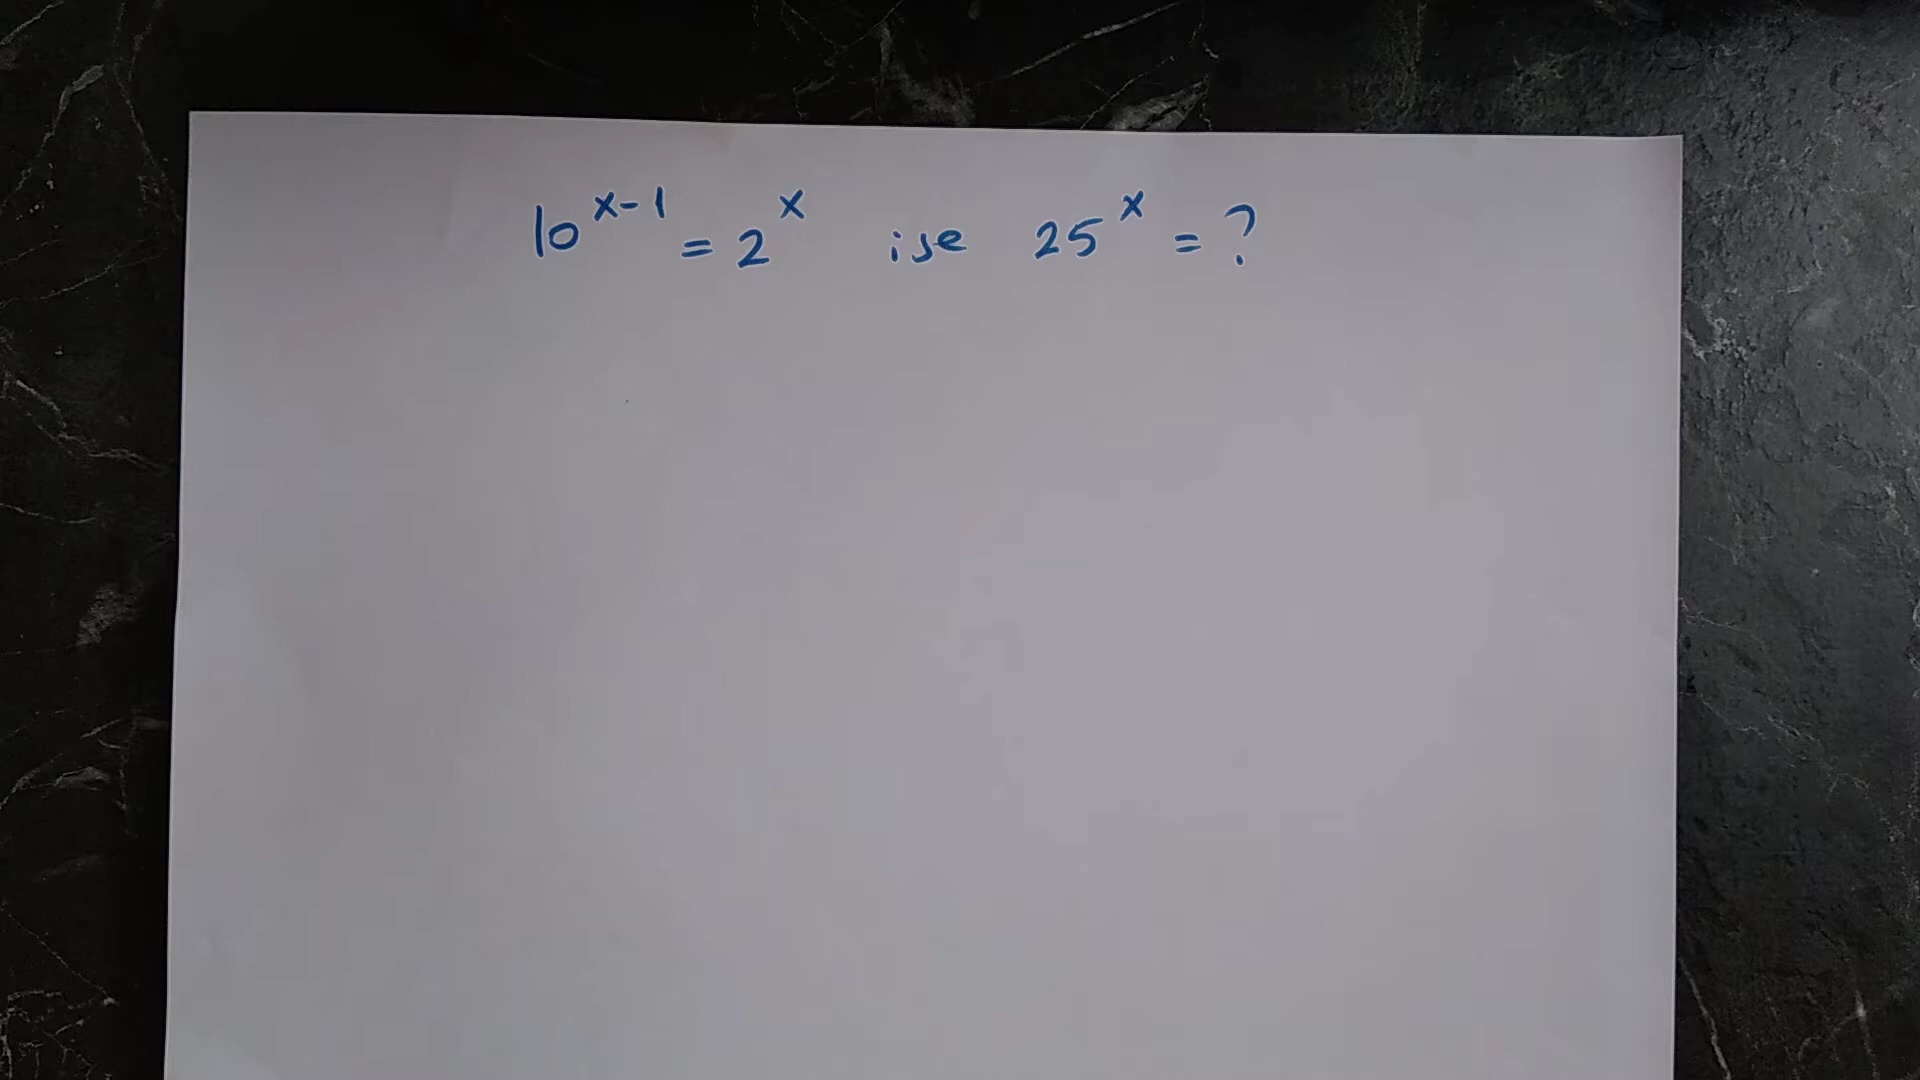 10^{x-1} = 2^x ise 25^x = ?